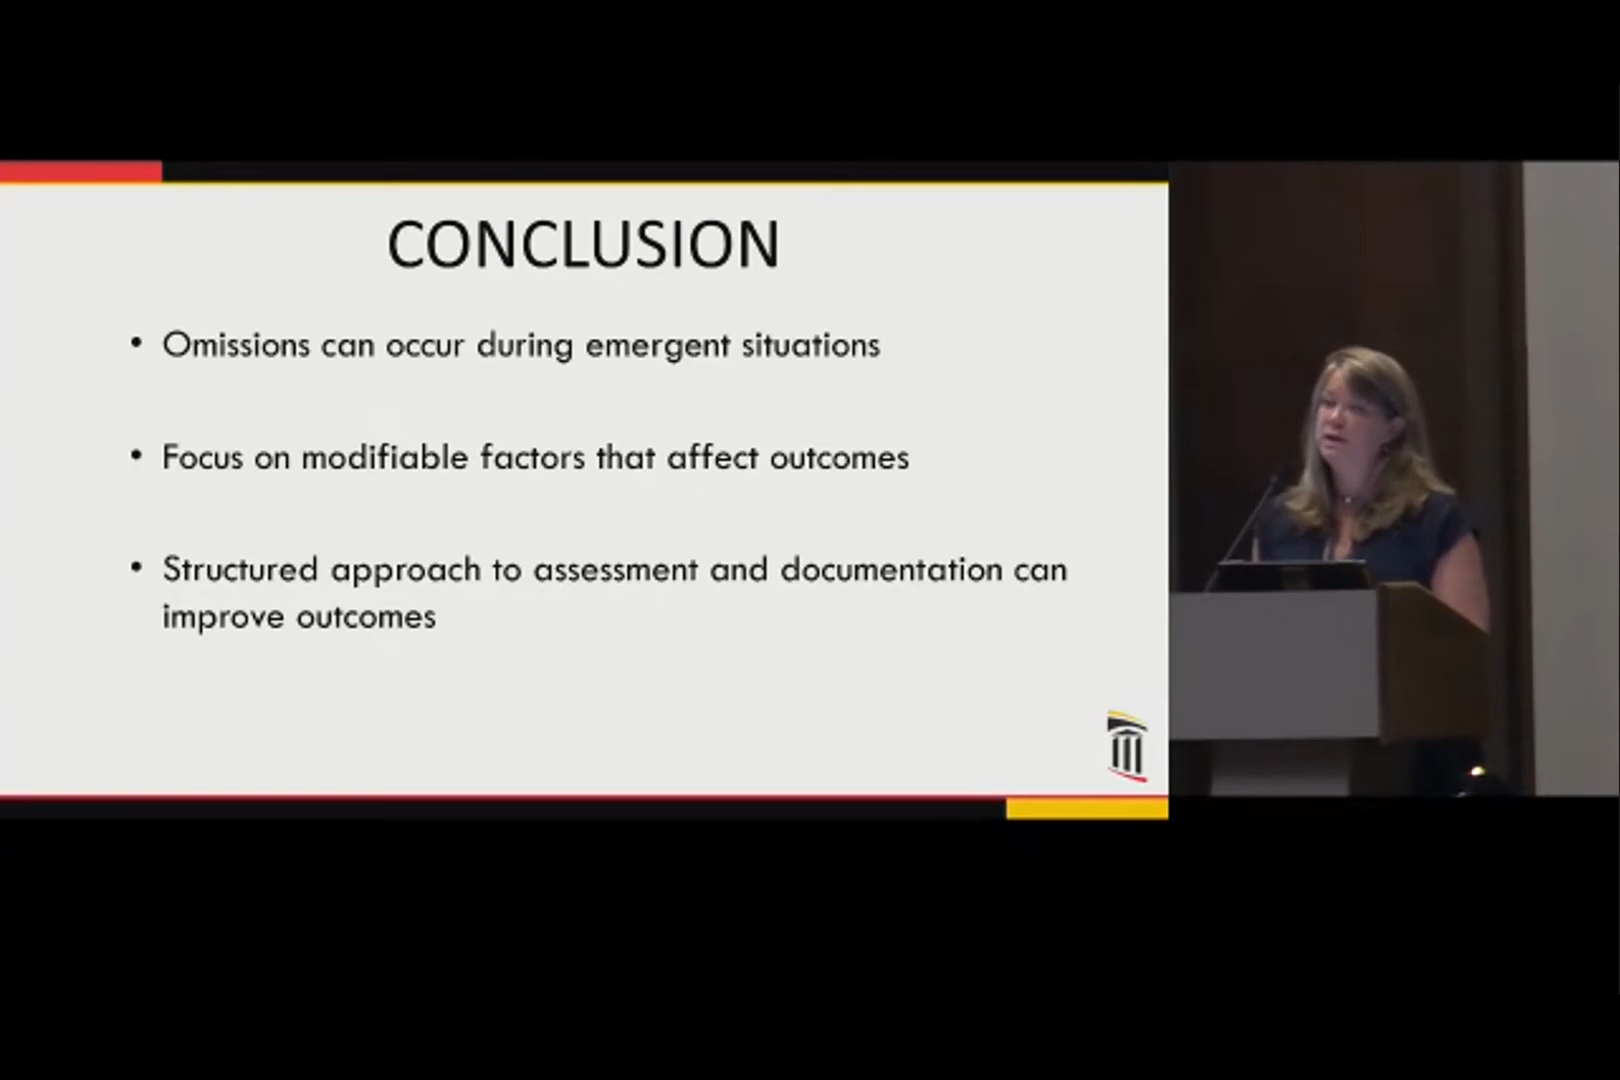 CONCLUSION
• Omissions can occur during emergent situations
• Focus on modifiable factors that affect outcomes
• Structured approach to assessment and documentation can
improve outcomes